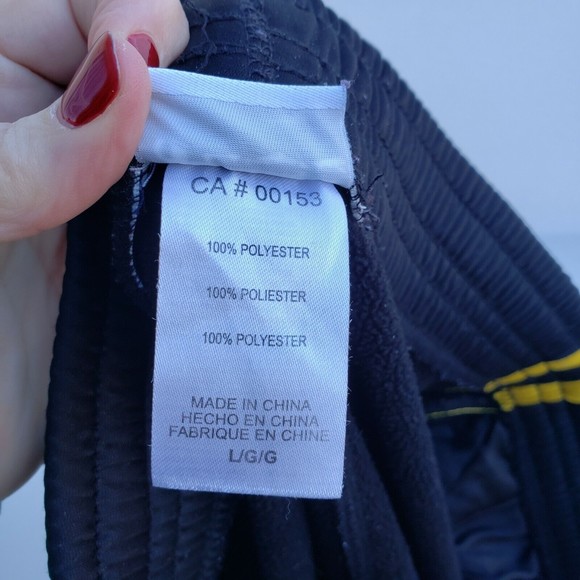 CA # 00153
100% POLYESTER
100% POLIESTER
100% POLYESTER
MADE IN CHINA
HECHO EN CHINA
FABRIQUE EN CHINE
L/G/G